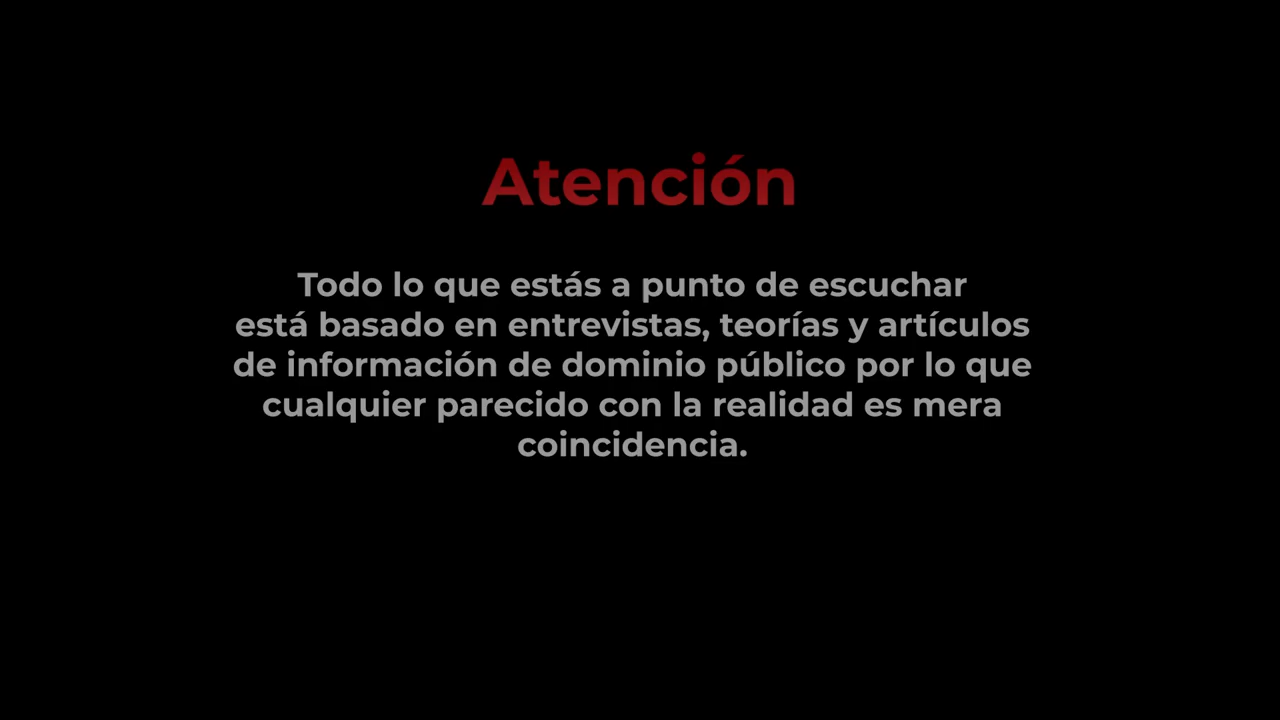 Atención
Todo lo que estás a punto de escuchar
está basado en entrevistas, teorías y artículos
de información de dominio público por lo que
cualquier parecido con la realidad es mera
coincidencia.